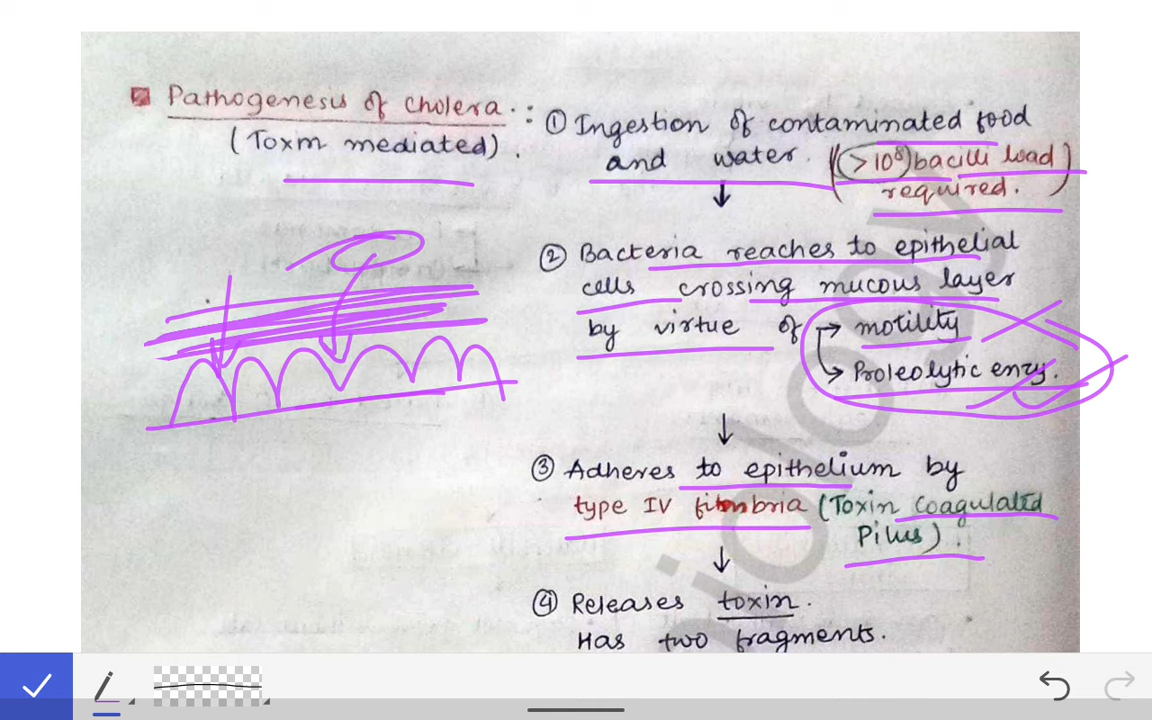 Pathogenesis of cholera :
(Toxin mediated).
① Ingestion of contaminated food
and water. (>10⁸) bacilli load
required.
② Bacteria reaches to epithelial
cells crossing mucous layer
by virtue of → motility
→ Proleolytic enzy.
③ Adheres to epithelium by
type IV fimbria (Toxin coagulated
Pilus).
④ Releases toxin.
Has two fragments.